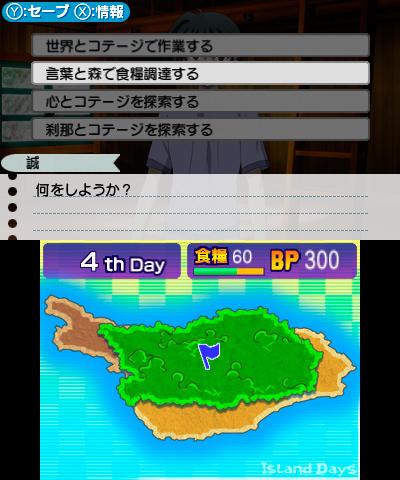 Ⓨ:セーブ Ⓧ:情報
世界とコテージで作業する
言葉と森で食糧調達する
心とコテージを探索する
刹那とコテージを探索する
誠
何をしようか？
4 th Day
食糧 60
BP 300
Island Days